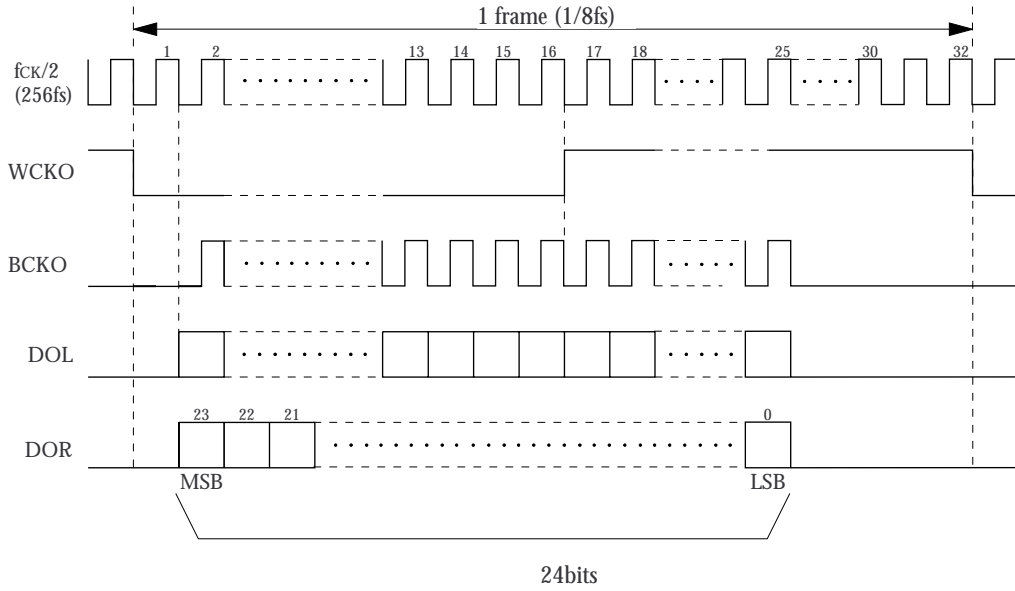 1 frame (1/8fs)
1 2 13 14 15 16 17 18 25 30 32
fCK/2
(256fs)
WCKO
BCKO
DOL
23 22 21 0
DOR
MSB LSB
24bits